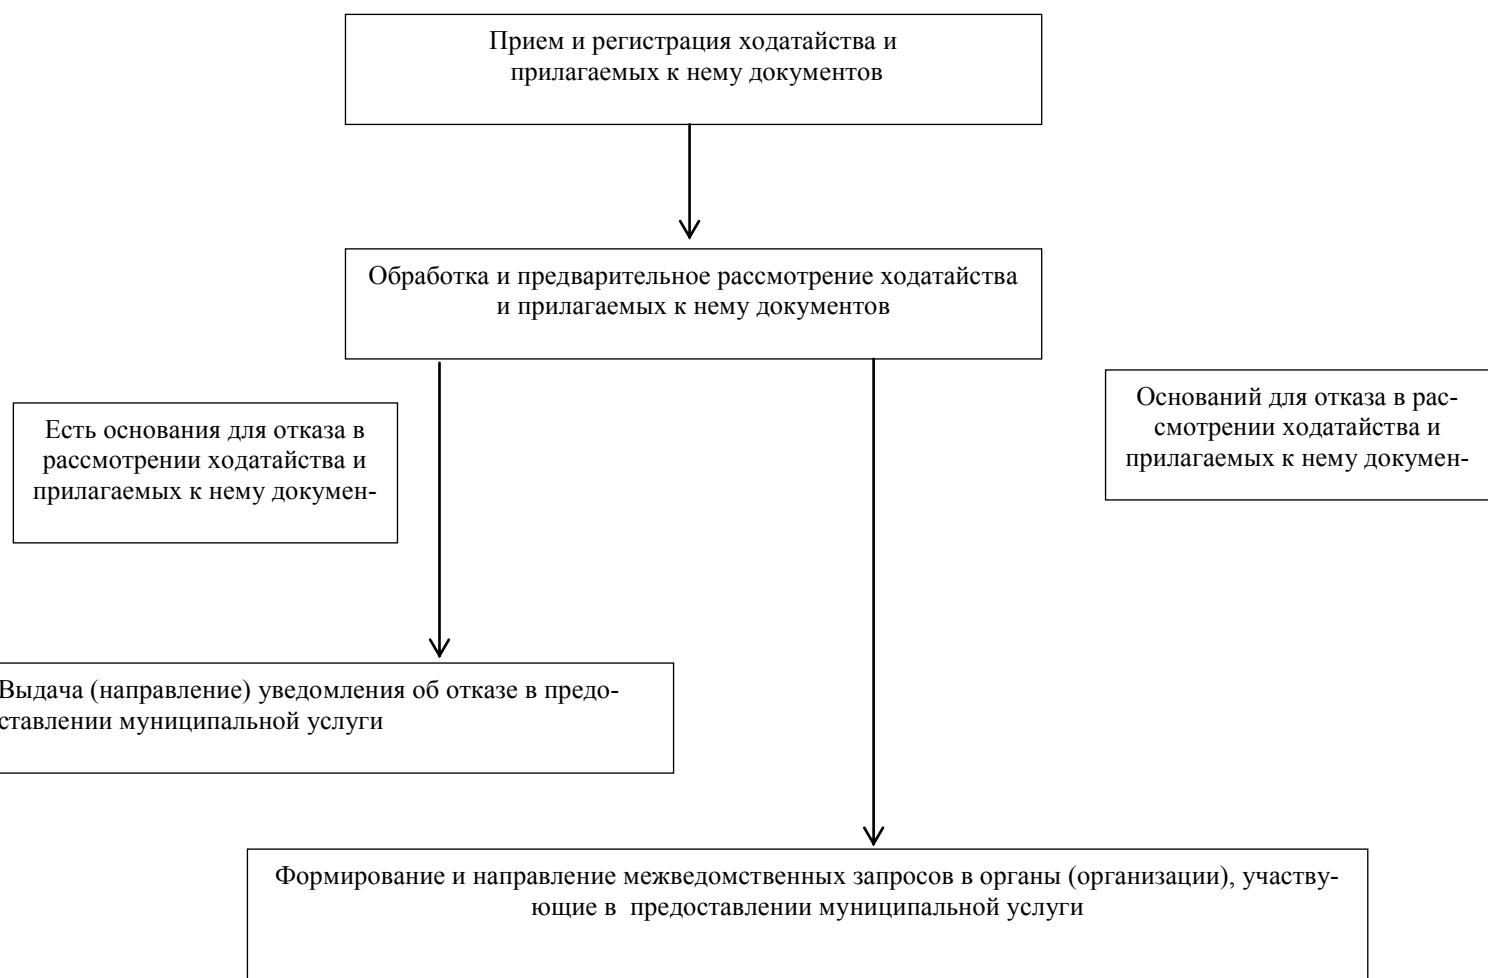 Прием и регистрация ходатайства и
прилагаемых к нему документов
Обработка и предварительное рассмотрение ходатайства
и прилагаемых к нему документов
Есть основания для отказа в
рассмотрении ходатайства и
прилагаемых к нему докумен-
Оснований для отказа в рас-
смотрении ходатайства и
прилагаемых к нему докумен-
Выдача (направление) уведомления об отказе в предо-
ставлении муниципальной услуги
Формирование и направление межведомственных запросов в органы (организации), участву-
ющие в  предоставлении муниципальной услуги